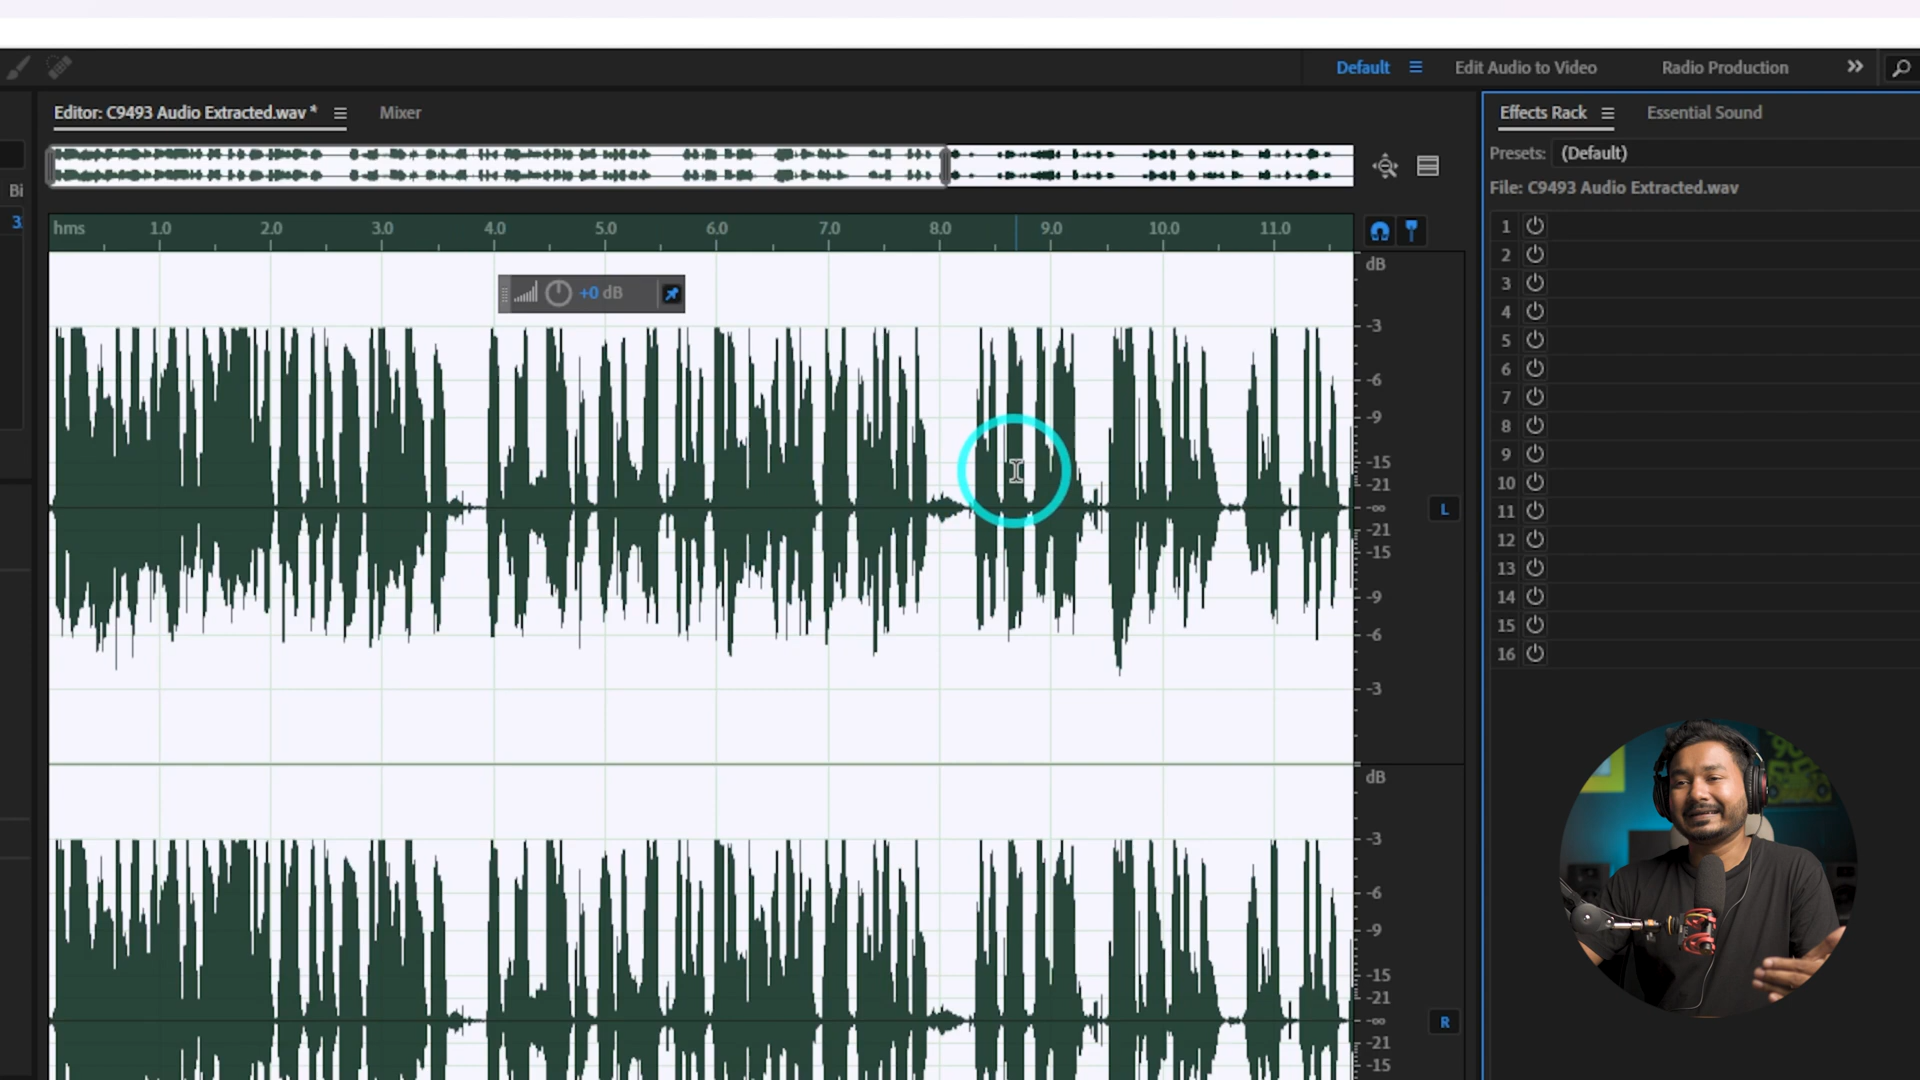 Default
Edit Audio to Video
Radio Production
Editor: C9493 Audio Extracted.wav *
Mixer
Effects Rack
Essential Sound
Presets: (Default)
Bi
File: C9493 Audio Extracted.wav
3
hms 1.0 2.0 3.0 4.0 5.0 6.0 7.0 8.0 9.0 10.0 11.0
+0 dB
dB
-3
-6
-9
-15
-21
-∞
-21
-15
-9
-6
-3
L
dB
-3
-6
-9
-15
-21
-∞
-21
-15
R
1
2
3
4
5
6
7
8
9
10
11
12
13
14
15
16